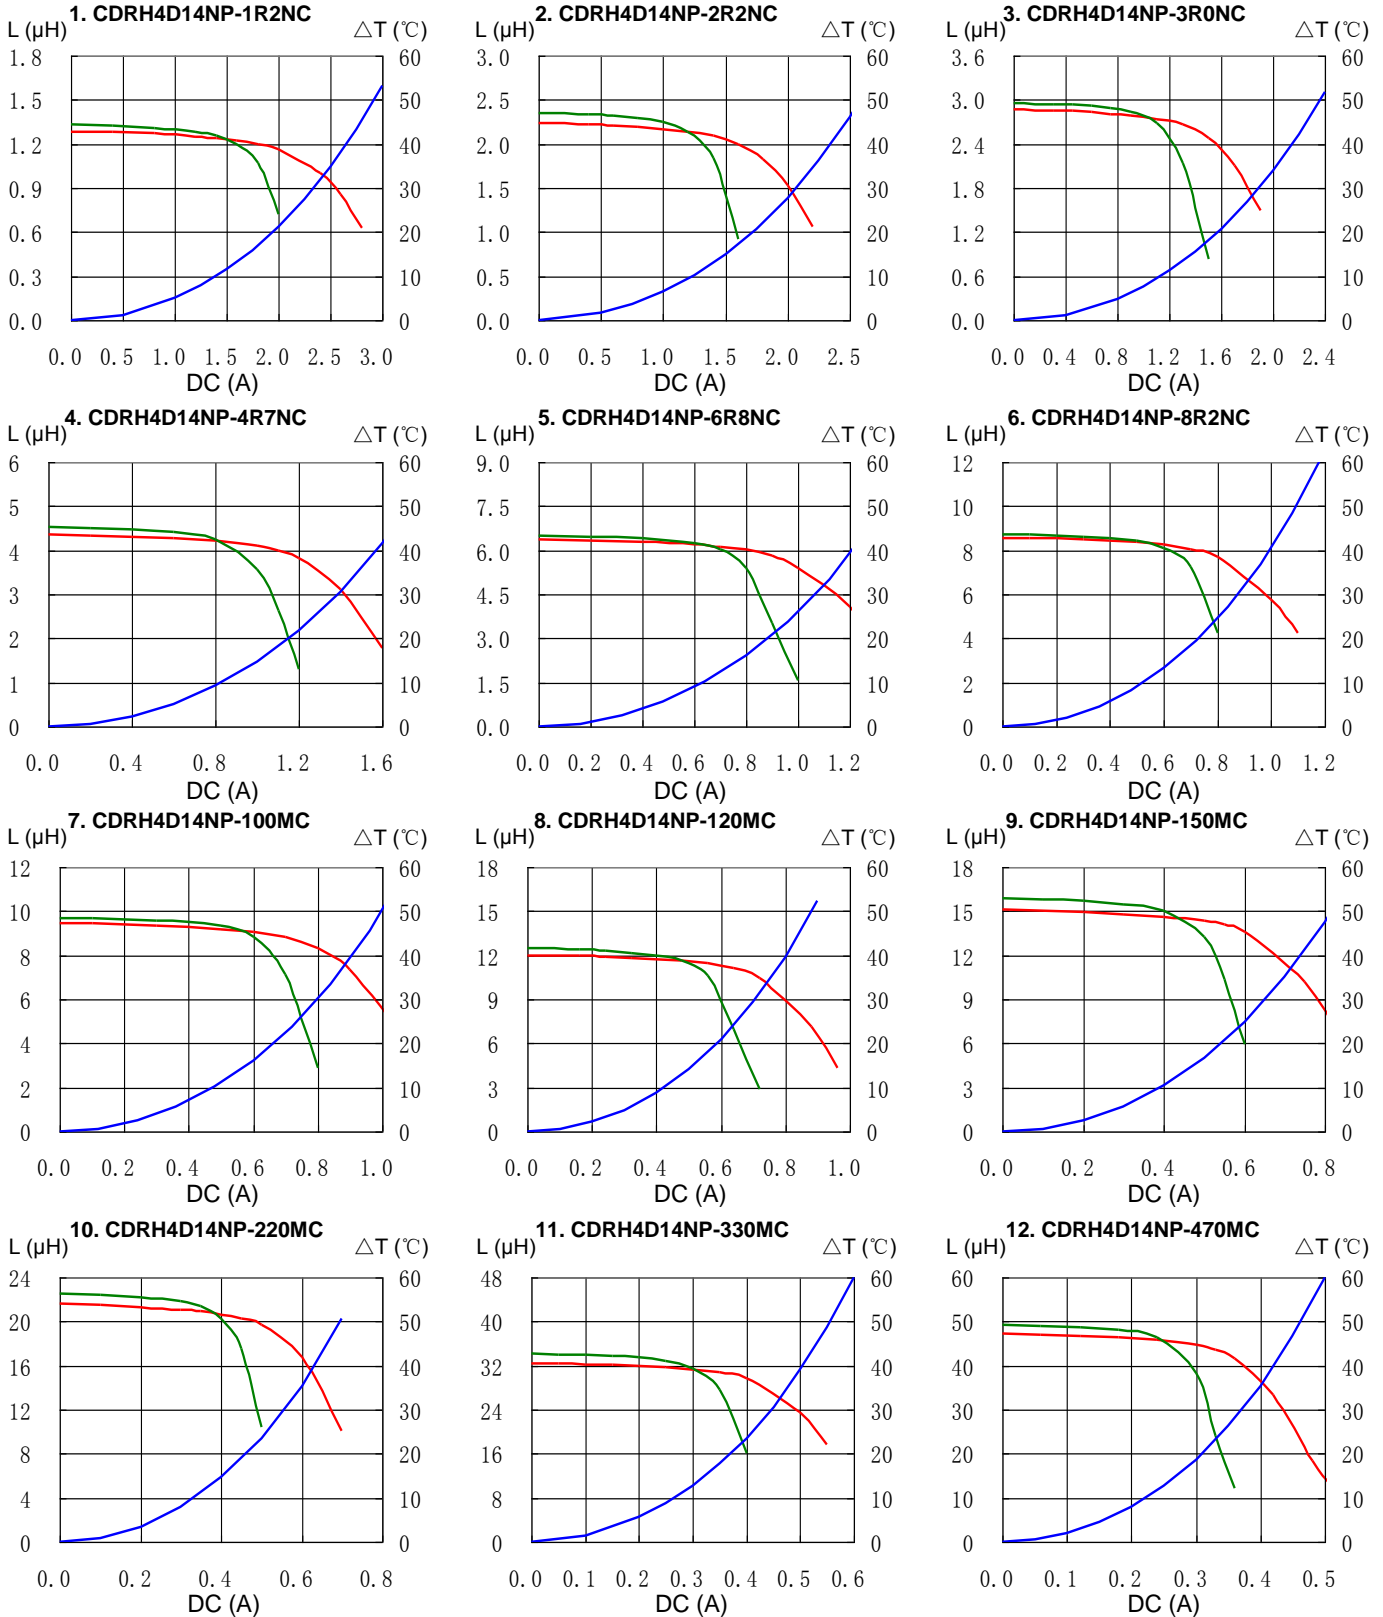 1. CDRH4D14NP-1R2NC
L (μH)
△T (℃)
1.8
1.5
1.2
0.9
0.6
0.3
0.0
60
50
40
30
20
10
0
0.0 0.5 1.0 1.5 2.0 2.5 3.0
DC (A)
2. CDRH4D14NP-2R2NC
L (μH)
△T (℃)
3.0
2.5
2.0
1.5
1.0
0.5
0.0
60
50
40
30
20
10
0
0.0 0.5 1.0 1.5 2.0 2.5
DC (A)
3. CDRH4D14NP-3R0NC
L (μH)
△T (℃)
3.6
3.0
2.4
1.8
1.2
0.6
0.0
60
50
40
30
20
10
0
0.0 0.4 0.8 1.2 1.6 2.0 2.4
DC (A)
4. CDRH4D14NP-4R7NC
L (μH)
△T (℃)
6
5
4
3
2
1
0
60
50
40
30
20
10
0
0.0 0.4 0.8 1.2 1.6
DC (A)
5. CDRH4D14NP-6R8NC
L (μH)
△T (℃)
9.0
7.5
6.0
4.5
3.0
1.5
0.0
60
50
40
30
20
10
0
0.0 0.2 0.4 0.6 0.8 1.0 1.2
DC (A)
6. CDRH4D14NP-8R2NC
L (μH)
△T (℃)
12
10
8
6
4
2
0
60
50
40
30
20
10
0
0.0 0.2 0.4 0.6 0.8 1.0 1.2
DC (A)
7. CDRH4D14NP-100MC
L (μH)
△T (℃)
12
10
8
6
4
2
0
60
50
40
30
20
10
0
0.0 0.2 0.4 0.6 0.8 1.0
DC (A)
8. CDRH4D14NP-120MC
L (μH)
△T (℃)
18
15
12
9
6
3
0
60
50
40
30
20
10
0
0.0 0.2 0.4 0.6 0.8 1.0
DC (A)
9. CDRH4D14NP-150MC
L (μH)
△T (℃)
18
15
12
9
6
3
0
60
50
40
30
20
10
0
0.0 0.2 0.4 0.6 0.8
DC (A)
10. CDRH4D14NP-220MC
L (μH)
△T (℃)
24
20
16
12
8
4
0
60
50
40
30
20
10
0
0.0 0.2 0.4 0.6 0.8
DC (A)
11. CDRH4D14NP-330MC
L (μH)
△T (℃)
48
40
32
24
16
8
0
60
50
40
30
20
10
0
0.0 0.1 0.2 0.3 0.4 0.5 0.6
DC (A)
12. CDRH4D14NP-470MC
L (μH)
△T (℃)
60
50
40
30
20
10
0
60
50
40
30
20
10
0
0.0 0.1 0.2 0.3 0.4 0.5
DC (A)